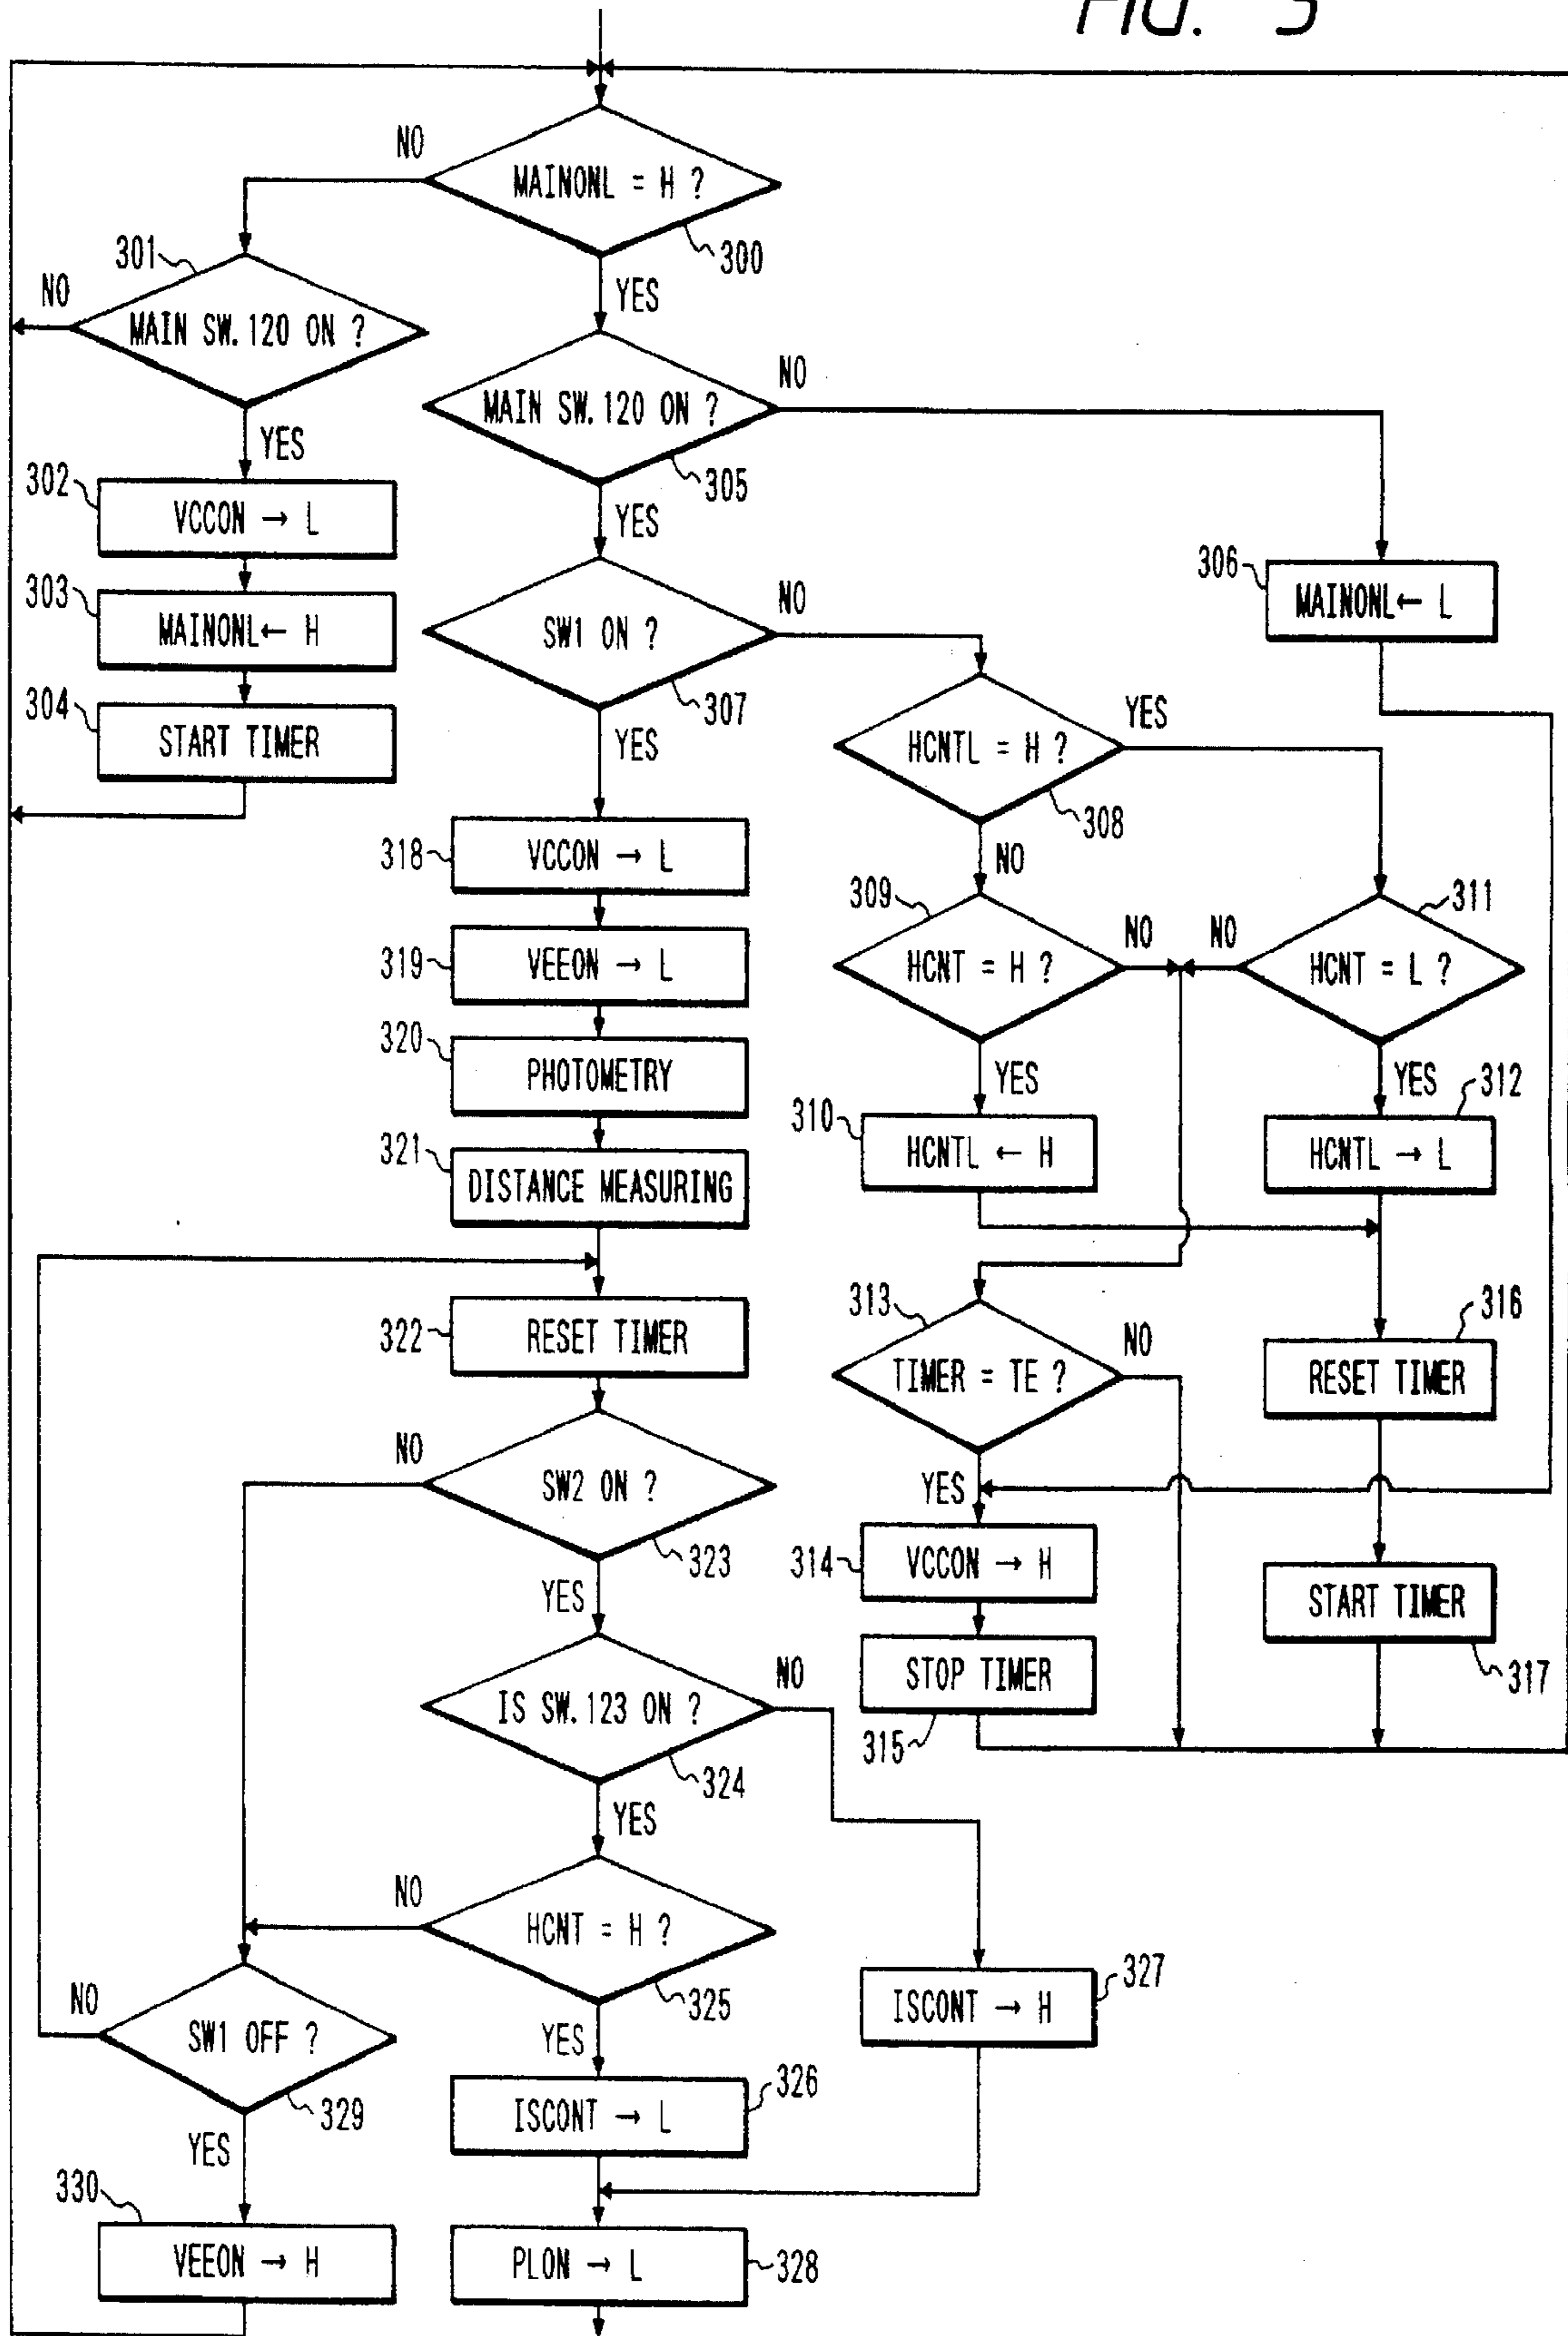 FIG. 3
NO
MAINONL = H ?
300
YES
301
NO
MAIN SW.120 ON ?
YES
MAIN SW.120 ON ?
NO
305
YES
302
VCCON → L
303
MAINONL← H
304
START TIMER
306
MAINONL← L
SW1 ON ?
NO
307
YES
HCNTL = H ?
YES
308
NO
318
VCCON → L
319
VEEON → L
320
PHOTOMETRY
321
DISTANCE MEASURING
309
HCNT = H ?
NO
YES
NO
311
HCNT = L ?
YES
310
HCNTL ← H
312
HCNTL → L
322
RESET TIMER
313
TIMER = TE ?
NO
YES
316
RESET TIMER
NO
SW2 ON ?
323
YES
314
VCCON → H
START TIMER
317
STOP TIMER
315
IS SW.123 ON ?
NO
324
YES
NO
HCNT = H ?
325
YES
327
ISCONT → H
NO
SW1 OFF ?
329
YES
326
ISCONT → L
330
VEEON → H
PLON → L
328